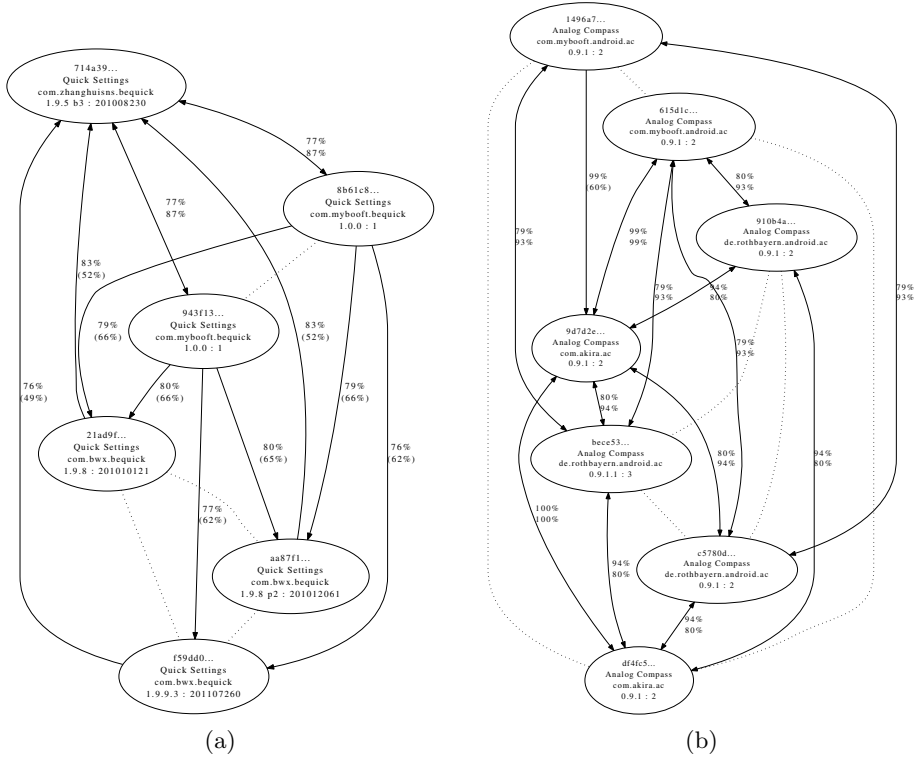 714a39...
Quick Settings
com.zhanghuisns.bequick
1.9.5 b3 : 201008230
77%
87%
8b61c8...
Quick Settings
com.mybooft.bequick
1.0.0 : 1
77%
87%
83%
(52%)
79%
(66%)
943f13...
Quick Settings
com.mybooft.bequick
1.0.0 : 1
83%
(52%)
76%
(49%)
80%
(66%)
79%
(66%)
21ad9f...
Quick Settings
com.bwx.bequick
1.9.8 : 201010121
80%
(65%)
76%
(62%)
77%
(62%)
aa87f1...
Quick Settings
com.bwx.bequick
1.9.8 p2 : 201012061
f59dd0...
Quick Settings
com.bwx.bequick
1.9.9.3 : 201107260
(a)
1496a7...
Analog Compass
com.mybooft.android.ac
0.9.1 : 2
615d1c...
Analog Compass
com.mybooft.android.ac
0.9.1 : 2
99%
(60%)
80%
93%
910b4a...
Analog Compass
de.rothbayern.android.ac
0.9.1 : 2
79%
93%
99%
99%
79%
93%
94%
80%
79%
93%
9d7d2e...
Analog Compass
com.akira.ac
0.9.1 : 2
79%
93%
80%
94%
bece53...
Analog Compass
de.rothbayern.android.ac
0.9.1.1 : 3
80%
94%
94%
80%
100%
100%
94%
80%
c5780d...
Analog Compass
de.rothbayern.android.ac
0.9.1 : 2
94%
80%
df4fc5...
Analog Compass
com.akira.ac
0.9.1 : 2
(b)